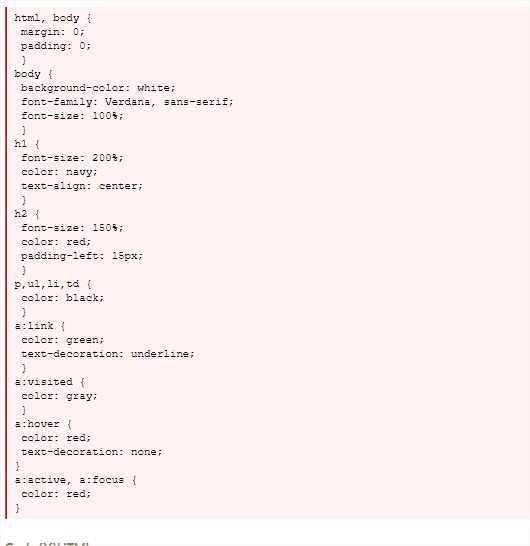 html, body {
margin: 0;
padding: 0;
}
body {
background-color: white;
font-family: Verdana, sans-serif;
font-size: 100%;
}
h1 {
font-size: 200%;
color: navy;
text-align: center;
}
h2 {
font-size: 150%;
color: red;
padding-left: 15px;
}
p,ul,li,td {
color: black;
}
a:link {
color: green;
text-decoration: underline;
}
a:visited {
color: gray;
}
a:hover {
color: red;
text-decoration: none;
}
a:active, a:focus {
color: red;
}